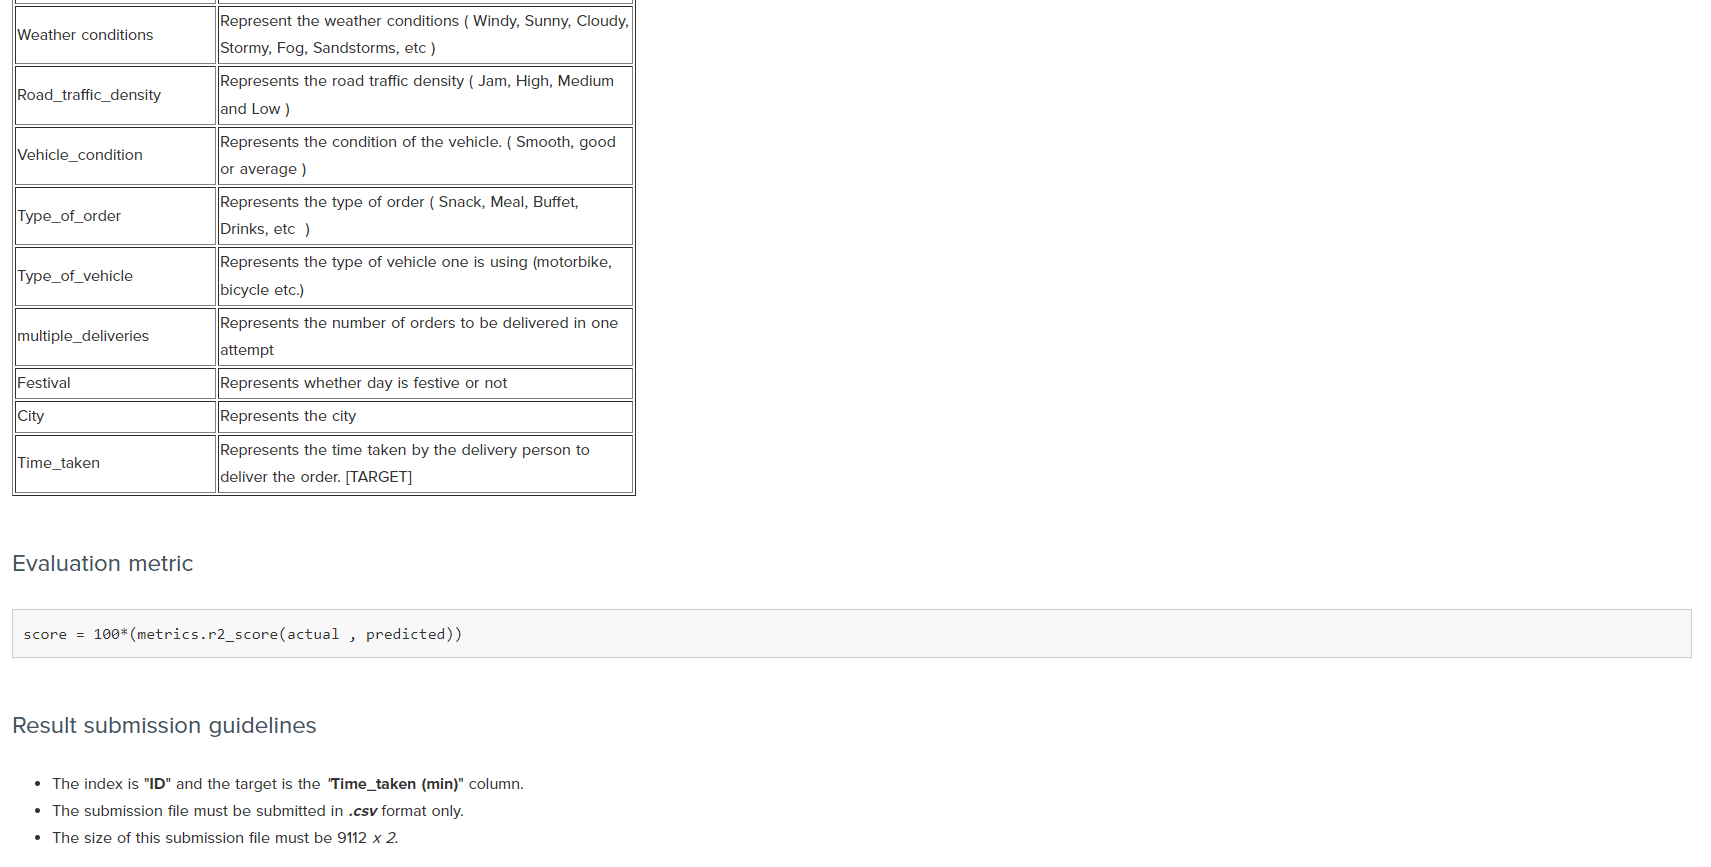 Weather conditions
Represent the weather conditions ( Windy, Sunny, Cloudy,
Stormy, Fog, Sandstorms, etc )
Road_traffic_density
Represents the road traffic density ( Jam, High, Medium
and Low )
Vehicle_condition
Represents the condition of the vehicle. ( Smooth, good
or average )
Type_of_order
Represents the type of order ( Snack, Meal, Buffet,
Drinks, etc  )
Type_of_vehicle
Represents the type of vehicle one is using (motorbike,
bicycle etc.)
multiple_deliveries
Represents the number of orders to be delivered in one
attempt
Festival
Represents whether day is festive or not
City
Represents the city
Time_taken
Represents the time taken by the delivery person to
deliver the order. [TARGET]
Evaluation metric
score = 100*(metrics.r2_score(actual , predicted))
Result submission guidelines
• The index is "ID" and the target is the "Time_taken (min)" column.
• The submission file must be submitted in .csv format only.
• The size of this submission file must be 9112 x 2.